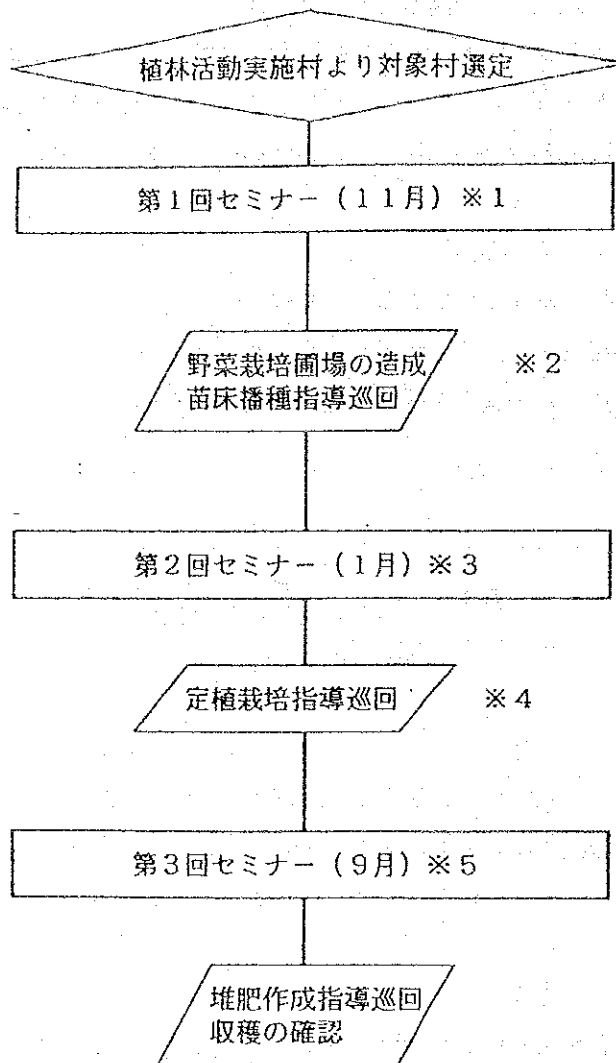 植林活動実施村より対象村選定
第1回セミナー（11月）※1
野菜栽培圃場の造成
※2
苗床播種指導巡回
第2回セミナー（1月）※3
定植栽培指導巡回
※4
第3回セミナー（9月）※5
堆肥作成指導巡回
収穫の確認